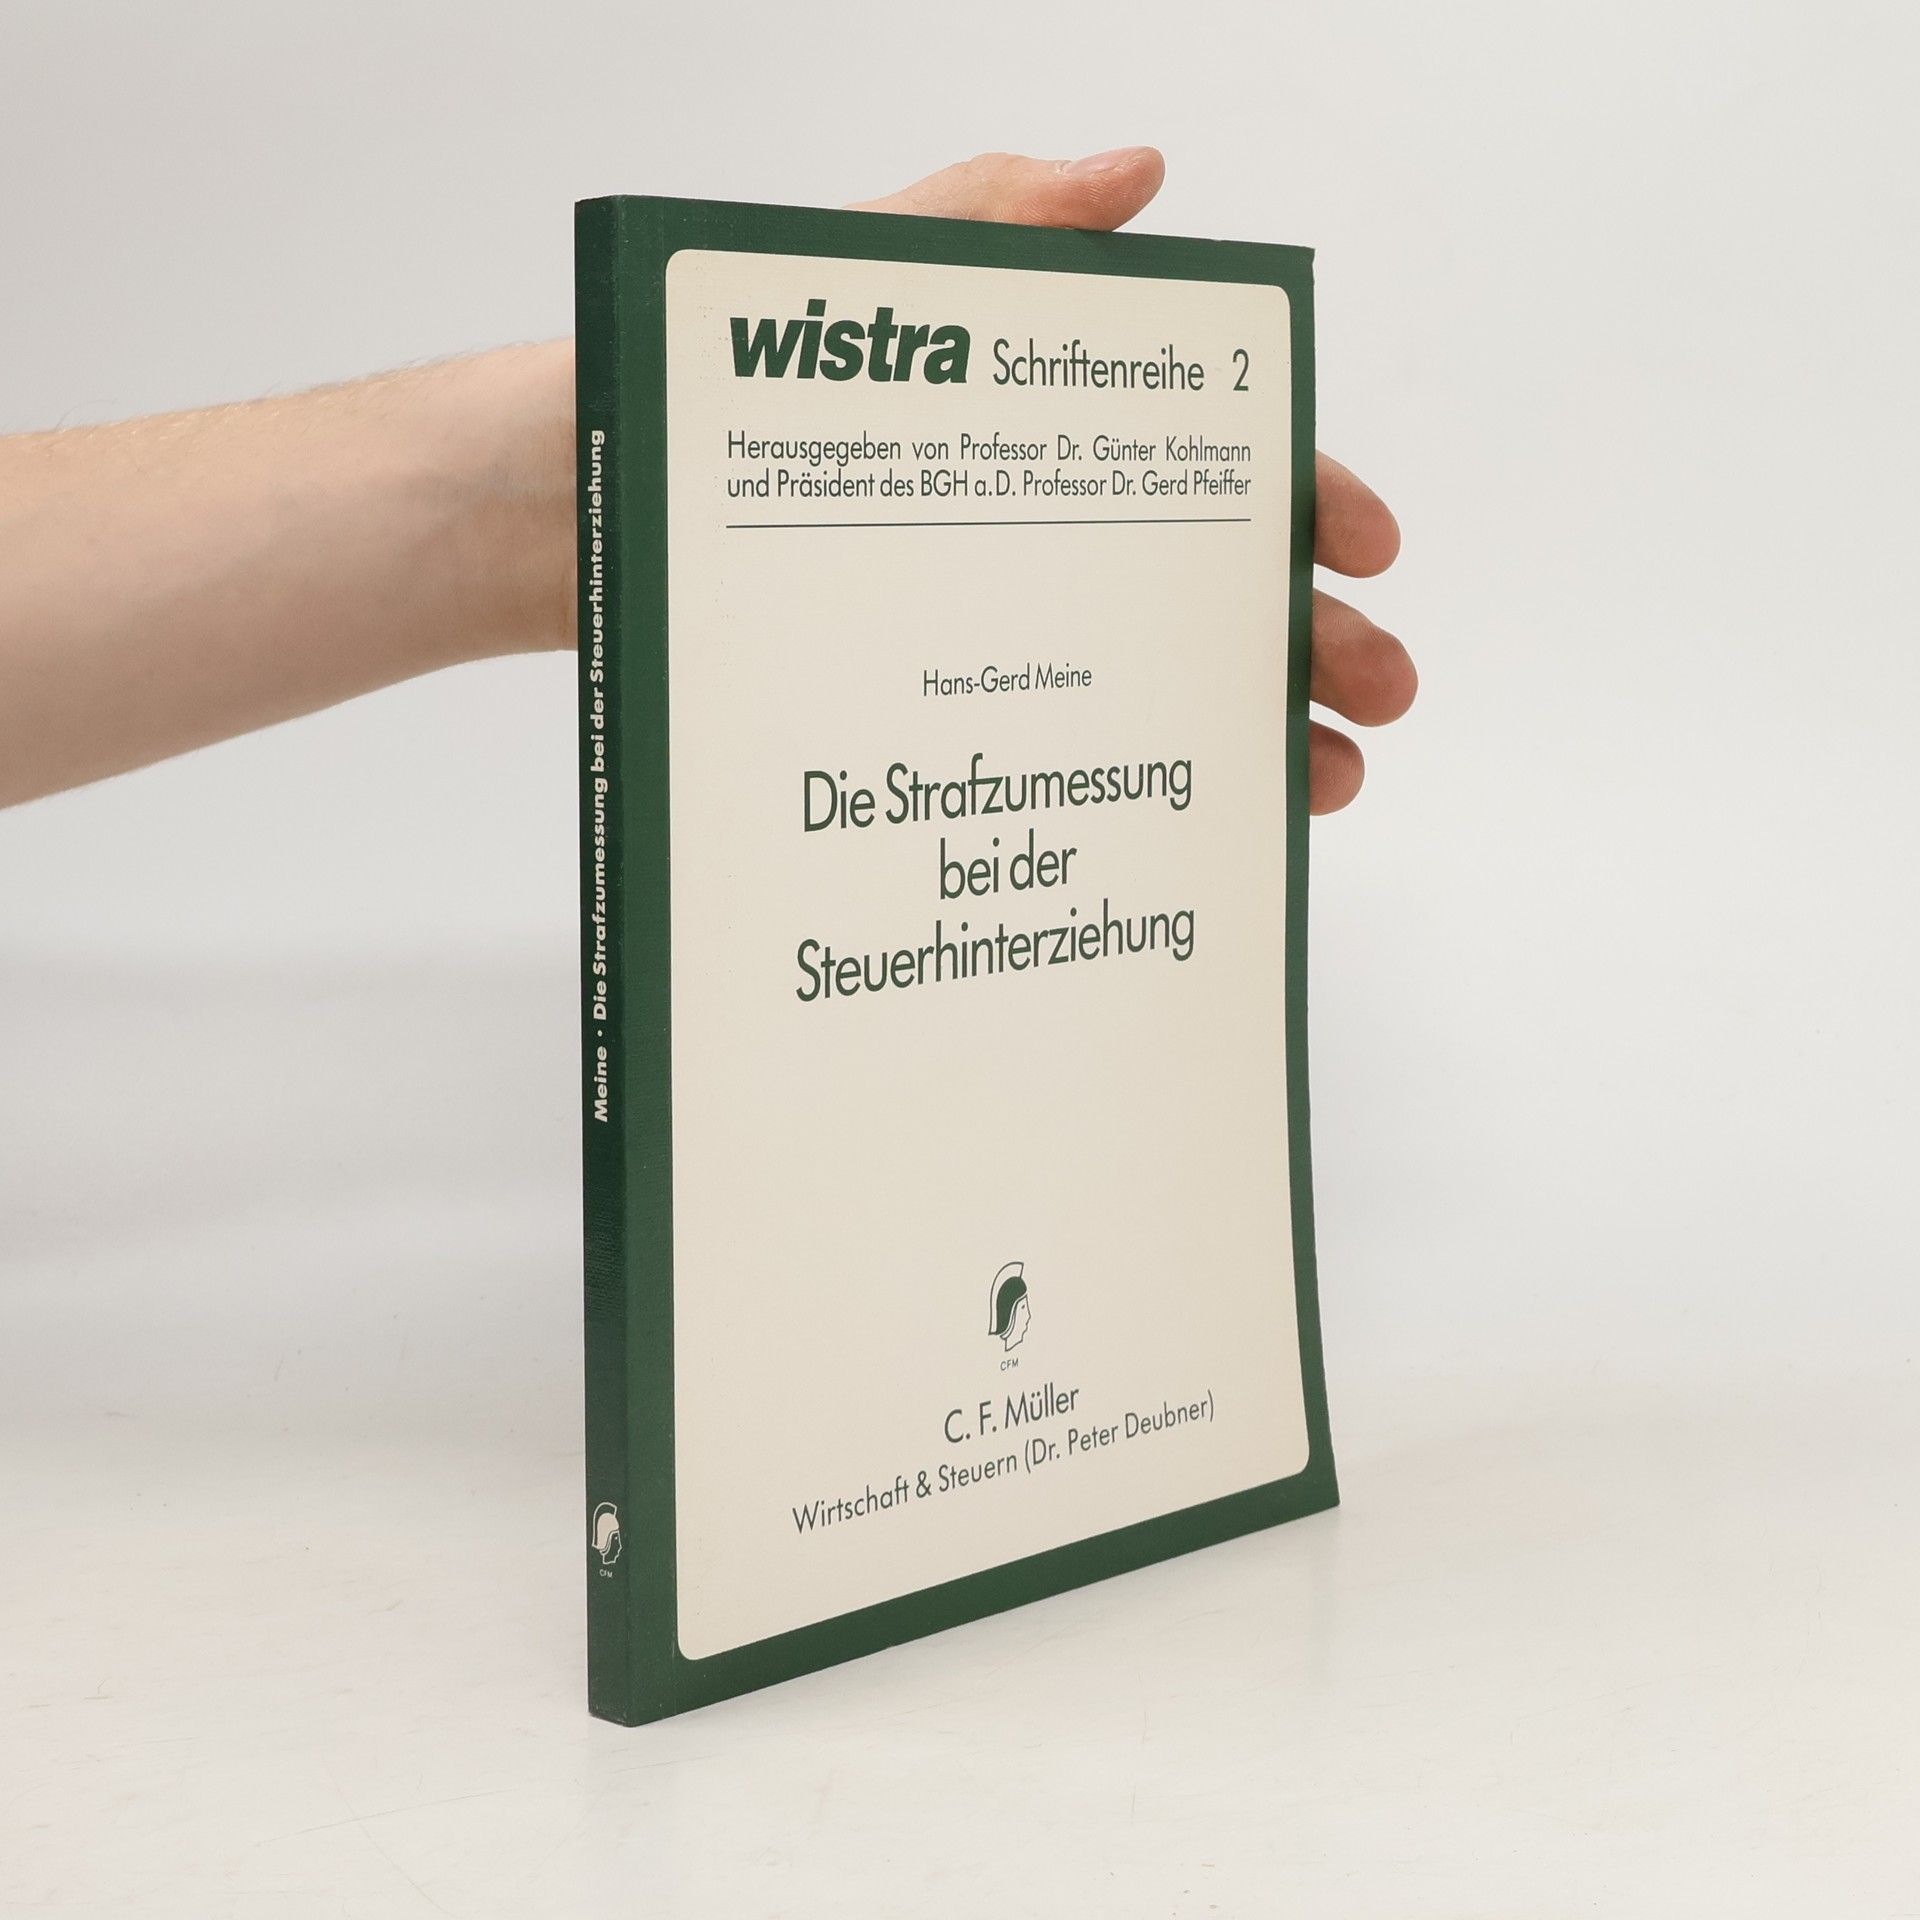 wistra Schriftenreihe 2
Herausgegeben von Professor Dr. Günter Kohlmann
und Präsident des BGH a.D. Professor Dr. Gerd Pfeiffer
Hans-Gerd Meine
Die Strafzumessung
bei der
Steuerhinterziehung
CFM
C. F. Müller
Wirtschaft & Steuern (Dr. Peter Deubner)
Meine · Die Strafzumessung bei der Steuerhinterziehung
CFM